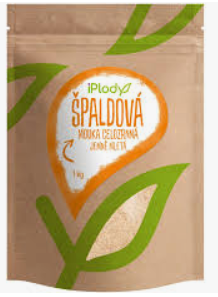 iPlody
ŠPALDOVÁ
MOUKA CELOZRNNÁ
JEMNĚ MLETÁ
1 kg